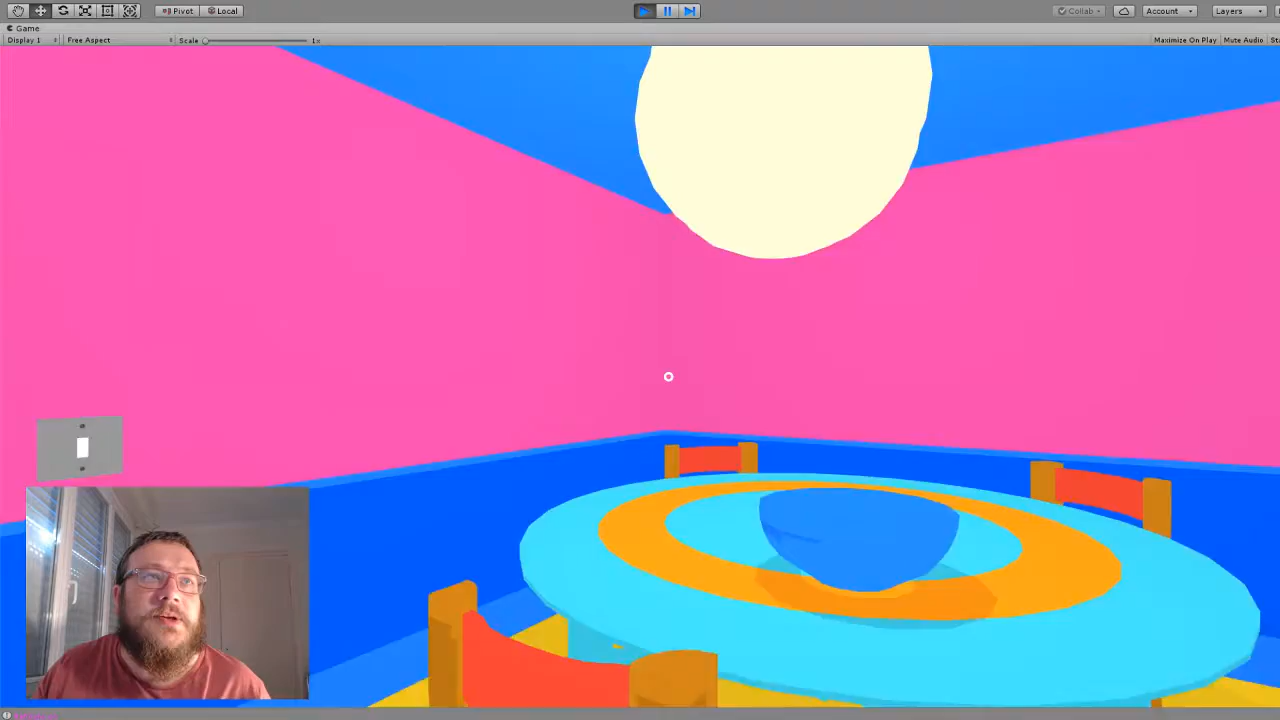 Pivot Local Collab Account Layers
Game
Display 1 Free Aspect Scale 1x Maximize On Play Mute Audio